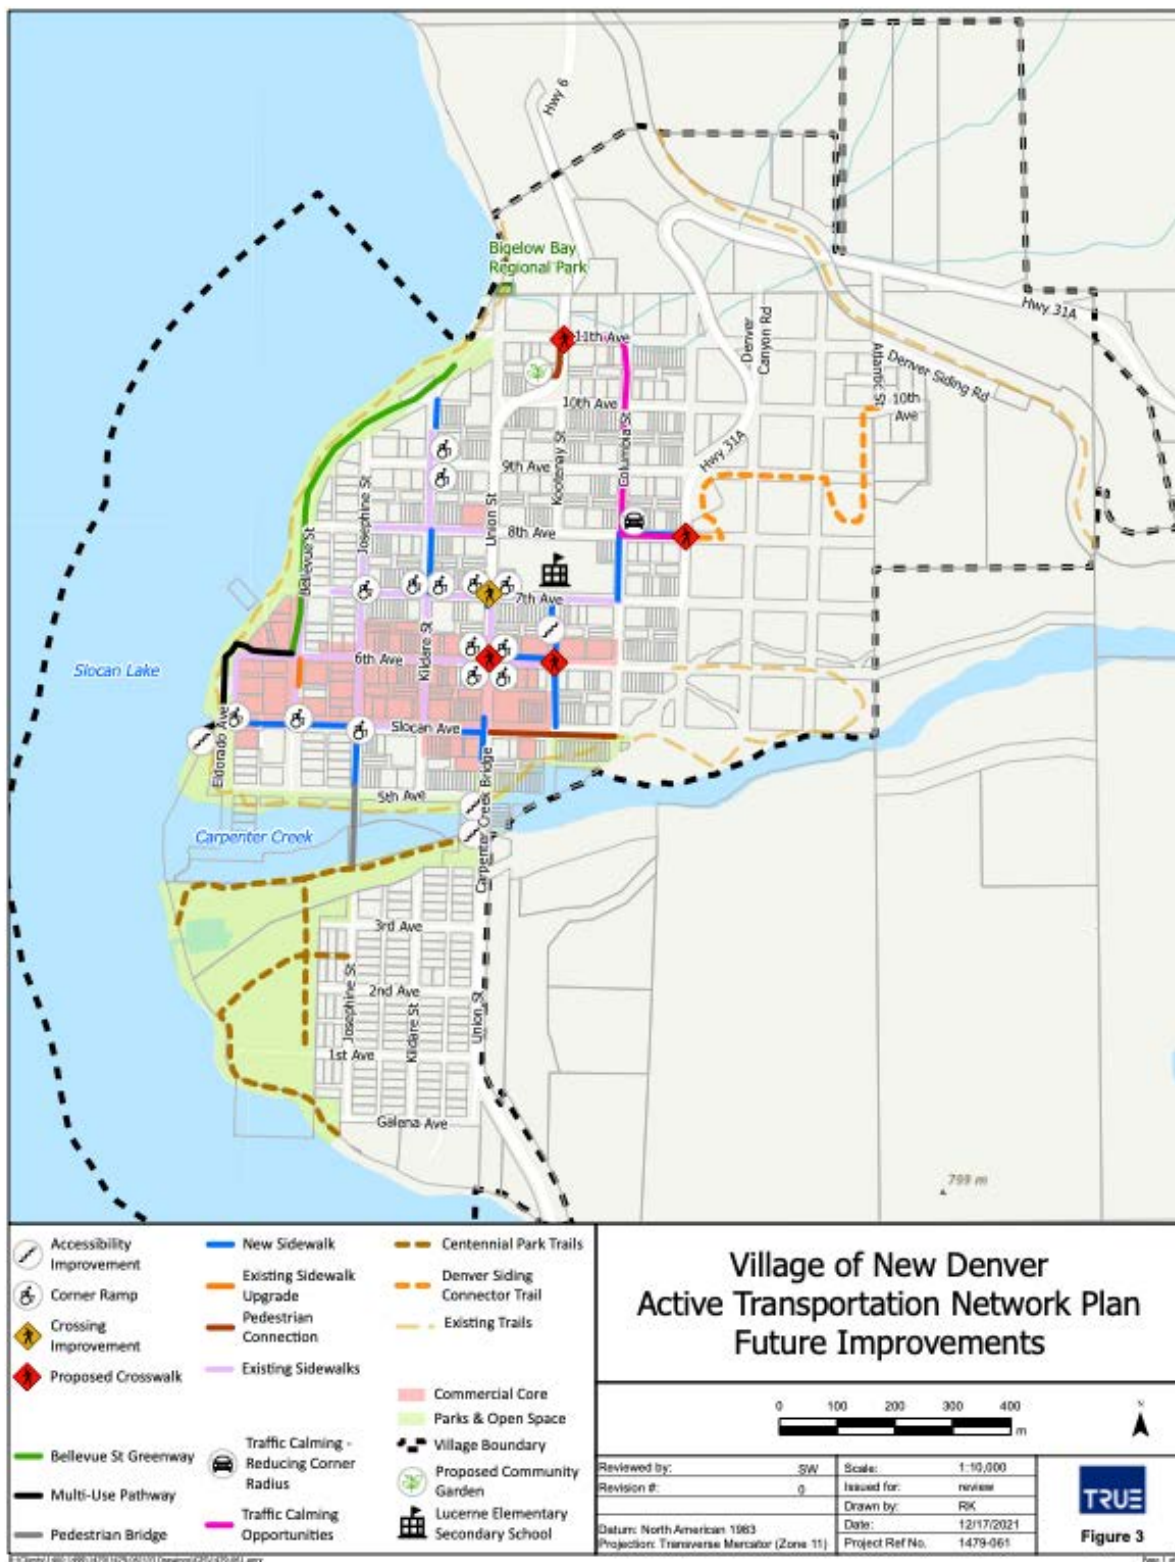 Hwy 6
Bigelow Bay
Regional Park
Hwy 31A
11th Ave
Denver
Canyon Rd
Atlantic St
Denver Siding Rd
10th Ave
10th
Ave
Columbia St
Kootenay St
Hwy 31A
9th Ave
Josephine St
Union St
8th Ave
Bellevue St
7th Ave
Kildare St
6th Ave
Slocan Lake
Slocan Ave
Eldorado Ave
5th Ave
Carpenter Creek Bridge
Carpenter Creek
3rd Ave
Josephine St
2nd Ave
Kildare St
Union St
1st Ave
Galena Ave
799 m
Accessibility
Improvement
Corner Ramp
Crossing
Improvement
Proposed Crosswalk
Bellevue St Greenway
Multi-Use Pathway
Pedestrian Bridge
New Sidewalk
Existing Sidewalk
Upgrade
Pedestrian
Connection
Existing Sidewalks
Traffic Calming -
Reducing Corner
Radius
Traffic Calming
Opportunities
Centennial Park Trails
Denver Siding
Connector Trail
Existing Trails
Commercial Core
Parks & Open Space
Village Boundary
Proposed Community
Garden
Lucerne Elementary
Secondary School
Village of New Denver
Active Transportation Network Plan
Future Improvements
0 100 200 300 400
m
N
Reviewed by: SW
Revision #: 0
Datum: North American 1983
Projection: Transverse Mercator (Zone 11)
Scale: 1:10,000
Issued for: review
Drawn by: RK
Date: 12/17/2021
Project Ref No. 1479-061
TRUE
Figure 3